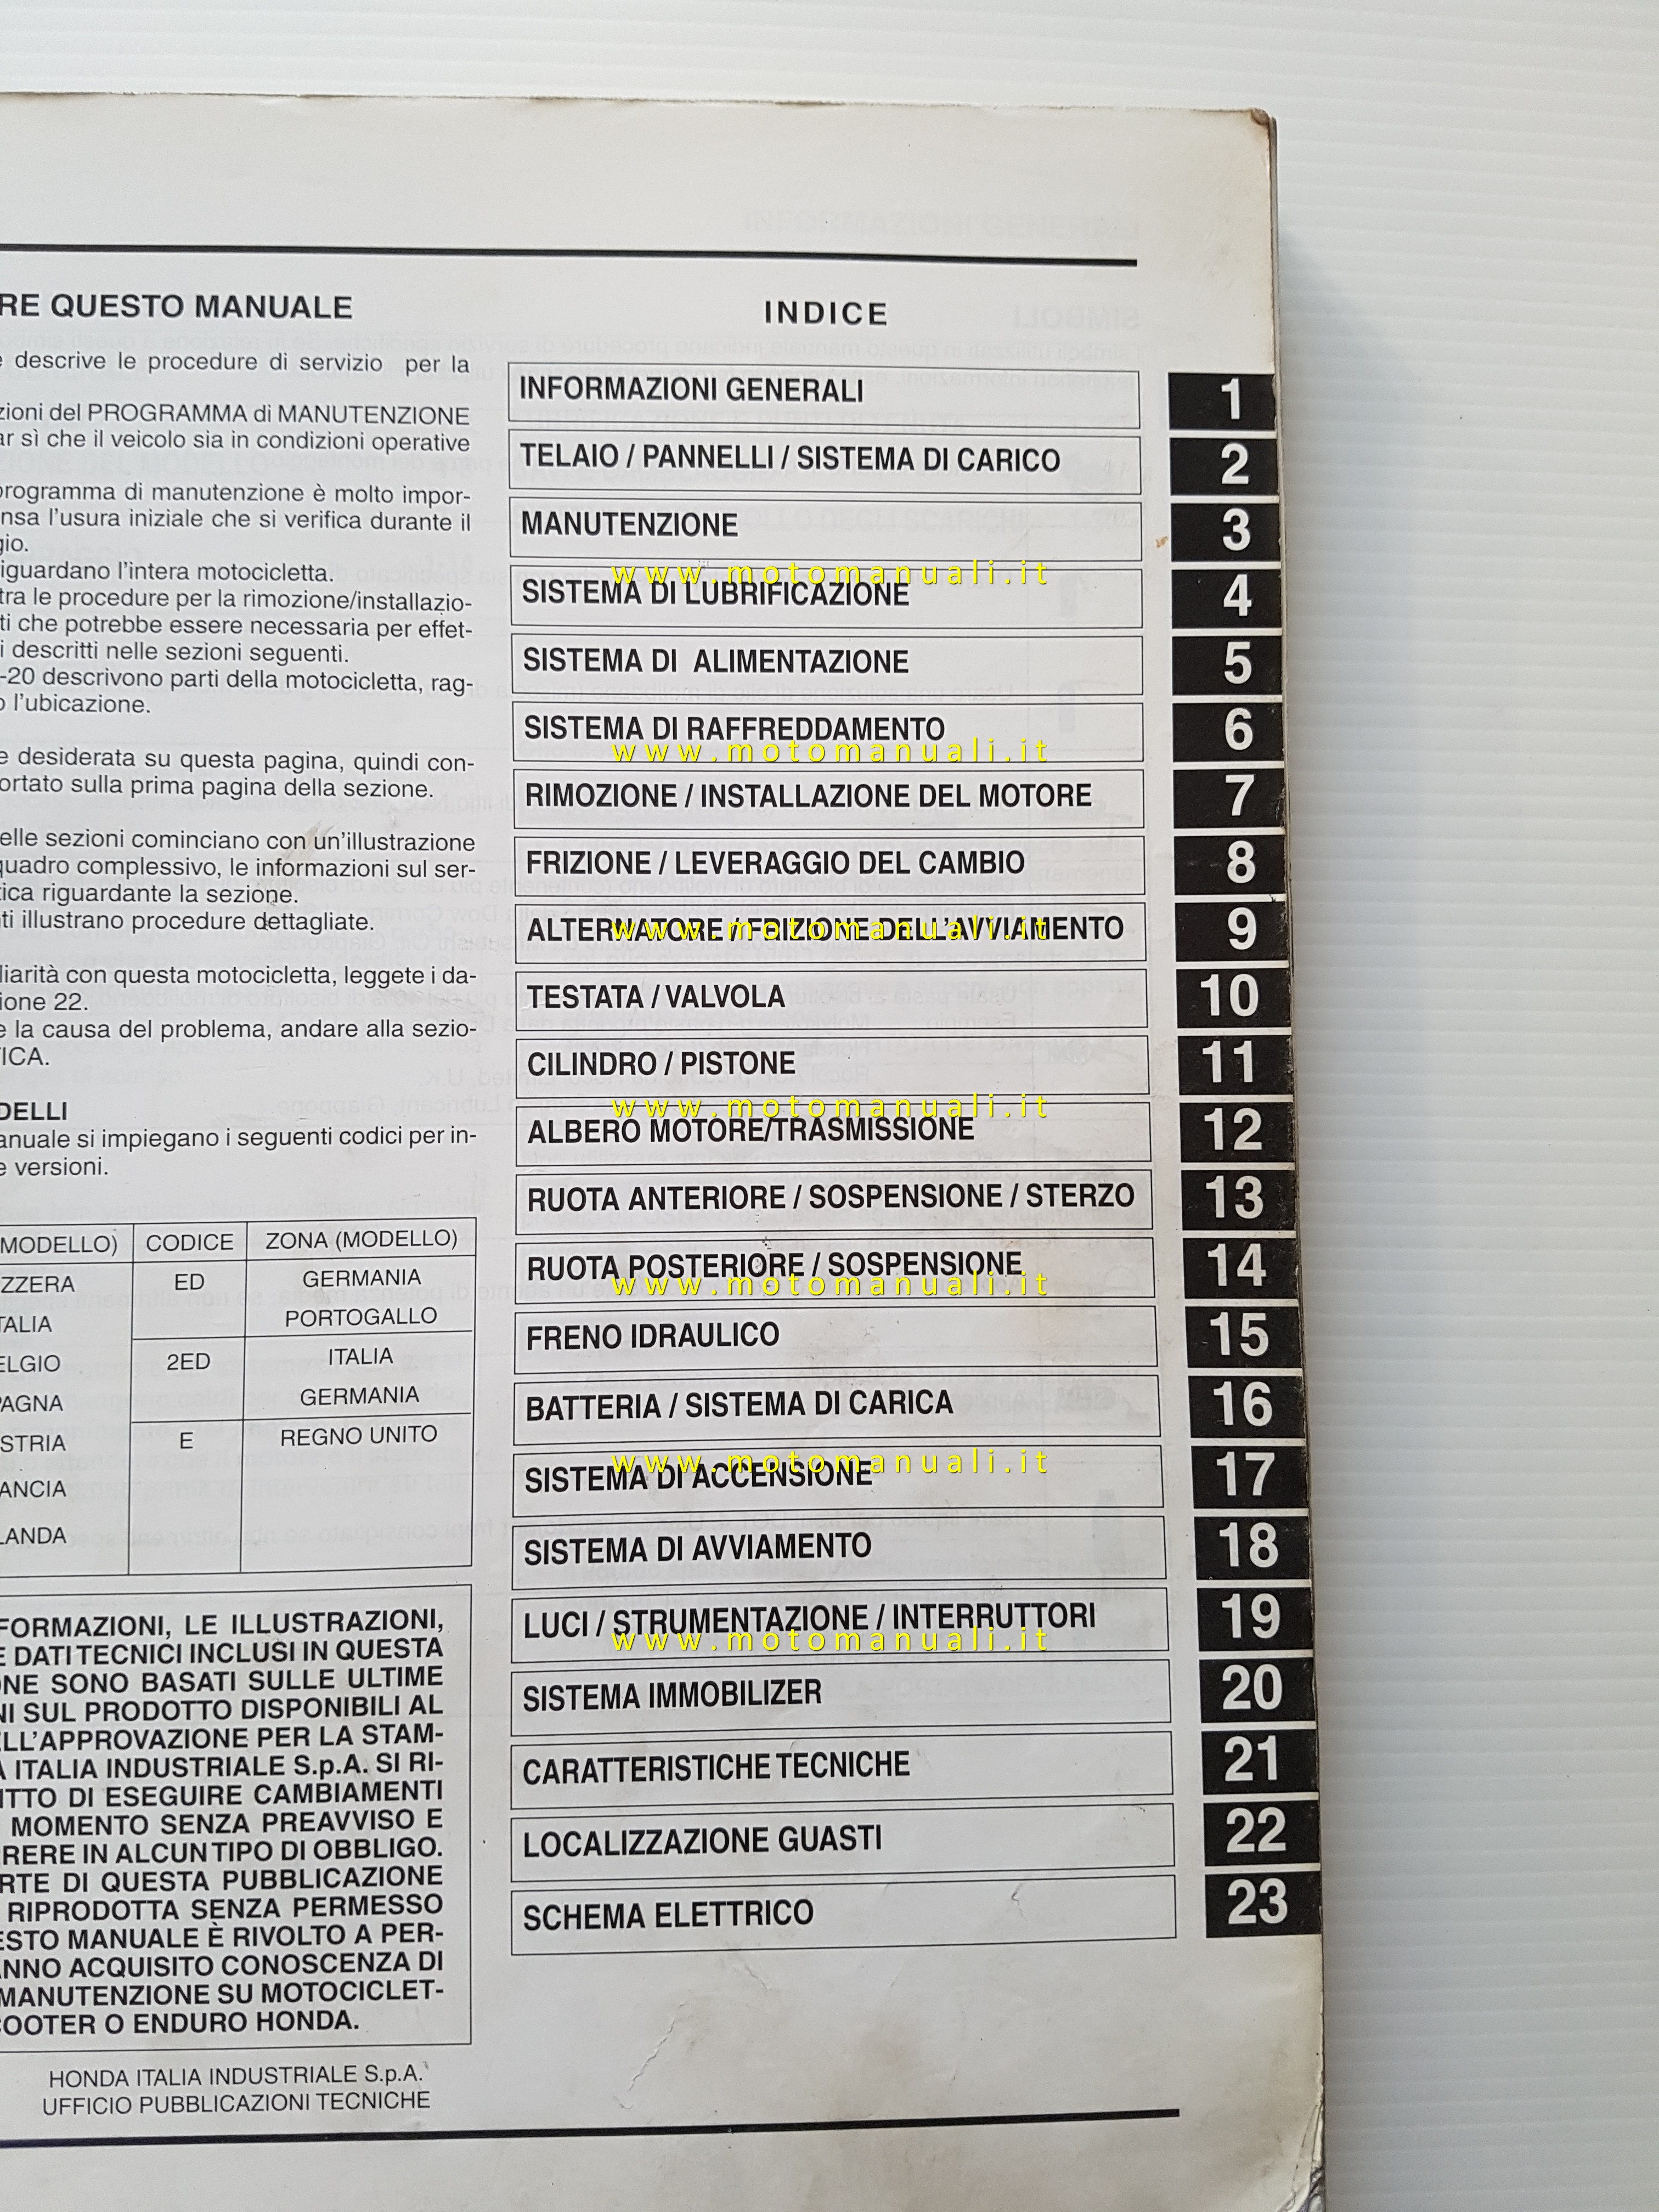 RE QUESTO MANUALE
descrive le procedure di servizio per la
zioni del PROGRAMMA di MANUTENZIONE
ar sì che il veicolo sia in condizioni operative
programma di manutenzione è molto impor-
nsa l'usura iniziale che si verifica durante il
gio.
iguardano l'intera motocicletta.
tra le procedure per la rimozione/installazio-
ti che potrebbe essere necessaria per effet-
i descritti nelle sezioni seguenti.
-20 descrivono parti della motocicletta, rag-
o l'ubicazione.
e desiderata su questa pagina, quindi con-
ortato sulla prima pagina della sezione.
elle sezioni cominciano con un'illustrazione
quadro complessivo, le informazioni sul ser-
tica riguardante la sezione.
ti illustrano procedure dettagliate.
liarità con questa motocicletta, leggete i da-
ione 22.
e la causa del problema, andare alla sezio-
TICA.
DELLI
anuale si impiegano i seguenti codici per in-
e versioni.
MODELLO) CODICE ZONA (MODELLO)
ZZERA ED GERMANIA
TALIA PORTOGALLO
ELGIO 2ED ITALIA
PAGNA GERMANIA
STRIA E REGNO UNITO
ANCIA
LANDA
FORMAZIONI, LE ILLUSTRAZIONI,
E DATI TECNICI INCLUSI IN QUESTA
ONE SONO BASATI SULLE ULTIME
NI SUL PRODOTTO DISPONIBILI AL
ELL'APPROVAZIONE PER LA STAM-
A ITALIA INDUSTRIALE S.p.A. SI RI-
ITTO DI ESEGUIRE CAMBIAMENTI
MOMENTO SENZA PREAVVISO E
RRERE IN ALCUN TIPO DI OBBLIGO.
RTE DI QUESTA PUBBLICAZIONE
RIPRODOTTA SENZA PERMESSO
ESTO MANUALE È RIVOLTO A PER-
ANNO ACQUISITO CONOSCENZA DI
MANUTENZIONE SU MOTOCICLET-
COOTER O ENDURO HONDA.
HONDA ITALIA INDUSTRIALE S.p.A.
UFFICIO PUBBLICAZIONI TECNICHE
INDICE
INFORMAZIONI GENERALI 1
TELAIO / PANNELLI / SISTEMA DI CARICO 2
MANUTENZIONE 3
www.motomanuali.it
SISTEMA DI LUBRIFICAZIONE 4
SISTEMA DI ALIMENTAZIONE 5
SISTEMA DI RAFFREDDAMENTO 6
www.motomanuali.it
RIMOZIONE / INSTALLAZIONE DEL MOTORE 7
FRIZIONE / LEVERAGGIO DEL CAMBIO 8
ALTERNATORE / FRIZIONE DELL'AVVIAMENTO 9
www.motomanuali.it
TESTATA / VALVOLA 10
CILINDRO / PISTONE 11
www.motomanuali.it
ALBERO MOTORE/TRASMISSIONE 12
RUOTA ANTERIORE / SOSPENSIONE / STERZO 13
RUOTA POSTERIORE / SOSPENSIONE 14
www.motomanuali.it
FRENO IDRAULICO 15
BATTERIA / SISTEMA DI CARICA 16
www.motomanuali.it
SISTEMA DI ACCENSIONE 17
SISTEMA DI AVVIAMENTO 18
LUCI / STRUMENTAZIONE / INTERRUTTORI 19
www.motomanuali.it
SISTEMA IMMOBILIZER 20
CARATTERISTICHE TECNICHE 21
LOCALIZZAZIONE GUASTI 22
SCHEMA ELETTRICO 23